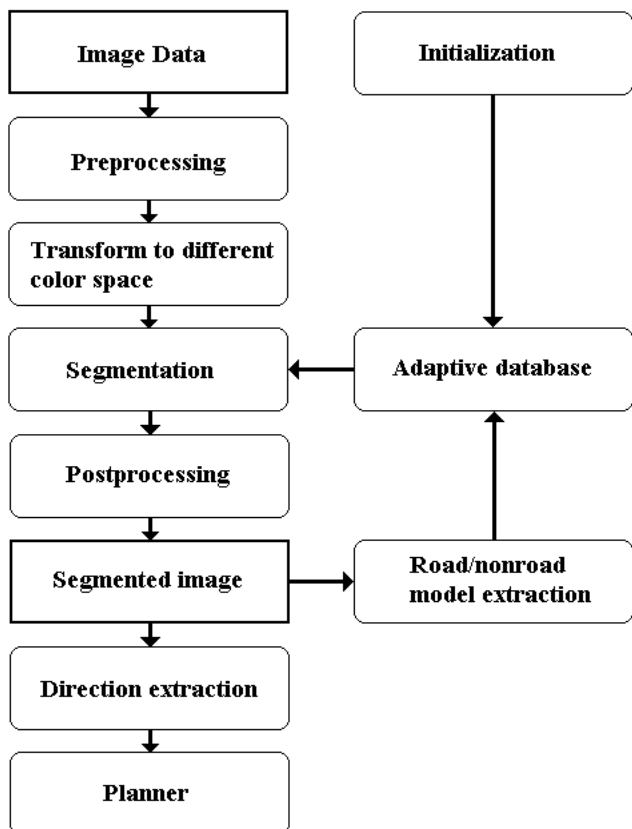 Image Data
Initialization
Preprocessing
Transform to different
color space
Segmentation
Adaptive database
Postprocessing
Segmented image
Road/nonroad
model extraction
Direction extraction
Planner